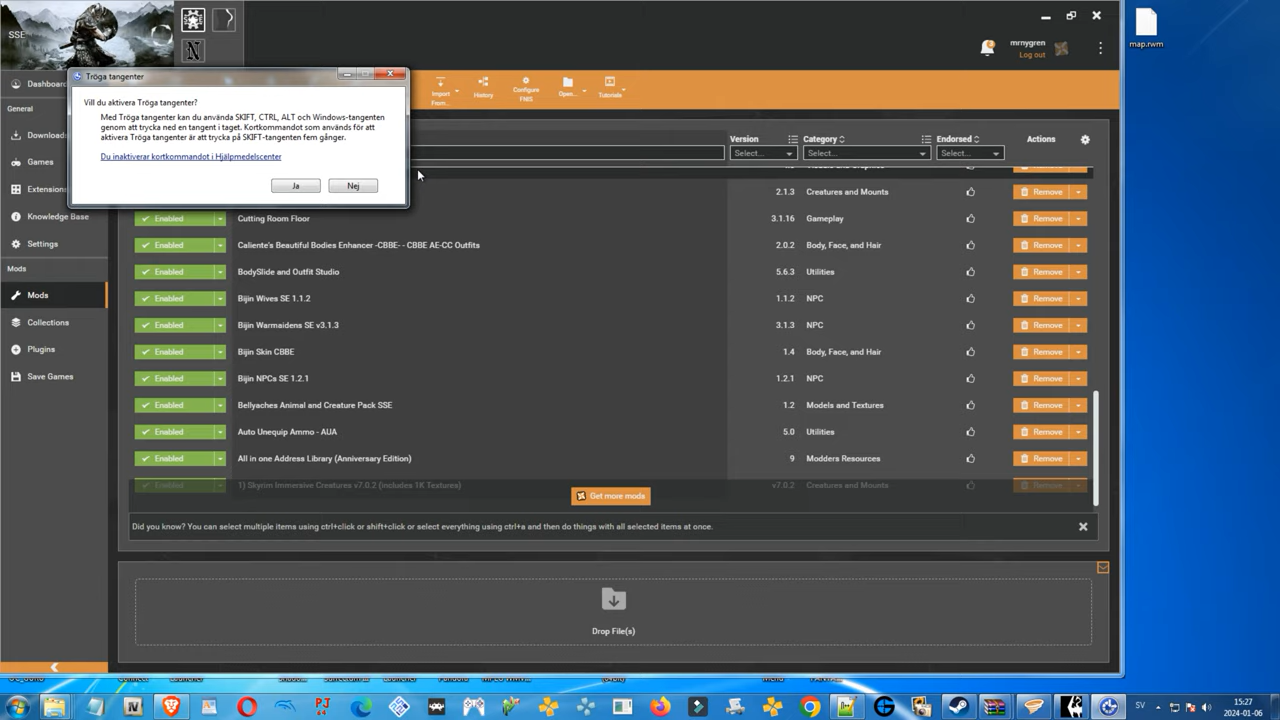 SSE
map.rwm
mrnygren
Log out
Tröga tangenter
Vill du aktivera Tröga tangenter?
Med Tröga tangenter kan du använda SKIFT, CTRL, ALT och Windows-tangenten
genom att trycka ned en tangent i taget. Kortkommandot som används för att
aktivera Tröga tangenter är att trycka på SKIFT-tangenten fem gånger.
Du inaktiverar kortkommandot i Hjälpmedelscenter
Ja Nej
Import From... History Configure FNIS Open... Tutorials
Dashboard
General
Downloads
Games
Extensions
Knowledge Base
Settings
Mods
Mods
Collections
Plugins
Save Games
Version Category Endorsed Actions
Select... Select... Select...
2.1.3 Creatures and Mounts Remove
Enabled Cutting Room Floor 3.1.16 Gameplay Remove
Enabled Caliente's Beautiful Bodies Enhancer -CBBE- - CBBE AE-CC Outfits 2.0.2 Body, Face, and Hair Remove
Enabled BodySlide and Outfit Studio 5.6.3 Utilities Remove
Enabled Bijin Wives SE 1.1.2 1.1.2 NPC Remove
Enabled Bijin Warmaidens SE v3.1.3 3.1.3 NPC Remove
Enabled Bijin Skin CBBE 1.4 Body, Face, and Hair Remove
Enabled Bijin NPCs SE 1.2.1 1.2.1 NPC Remove
Enabled Bellyaches Animal and Creature Pack SSE 1.2 Models and Textures Remove
Enabled Auto Unequip Ammo - AUA 5.0 Utilities Remove
Enabled All in one Address Library (Anniversary Edition) 9 Modders Resources Remove
Enabled 1) Skyrim Immersive Creatures v7.0.2 (includes 1K Textures) v7.0.2 Creatures and Mounts Remove
Get more mods
Did you know? You can select multiple items using ctrl+click or shift+click or select everything using ctrl+a and then do things with all selected items at once.
Drop File(s)
SV 15:27
2024-01-06